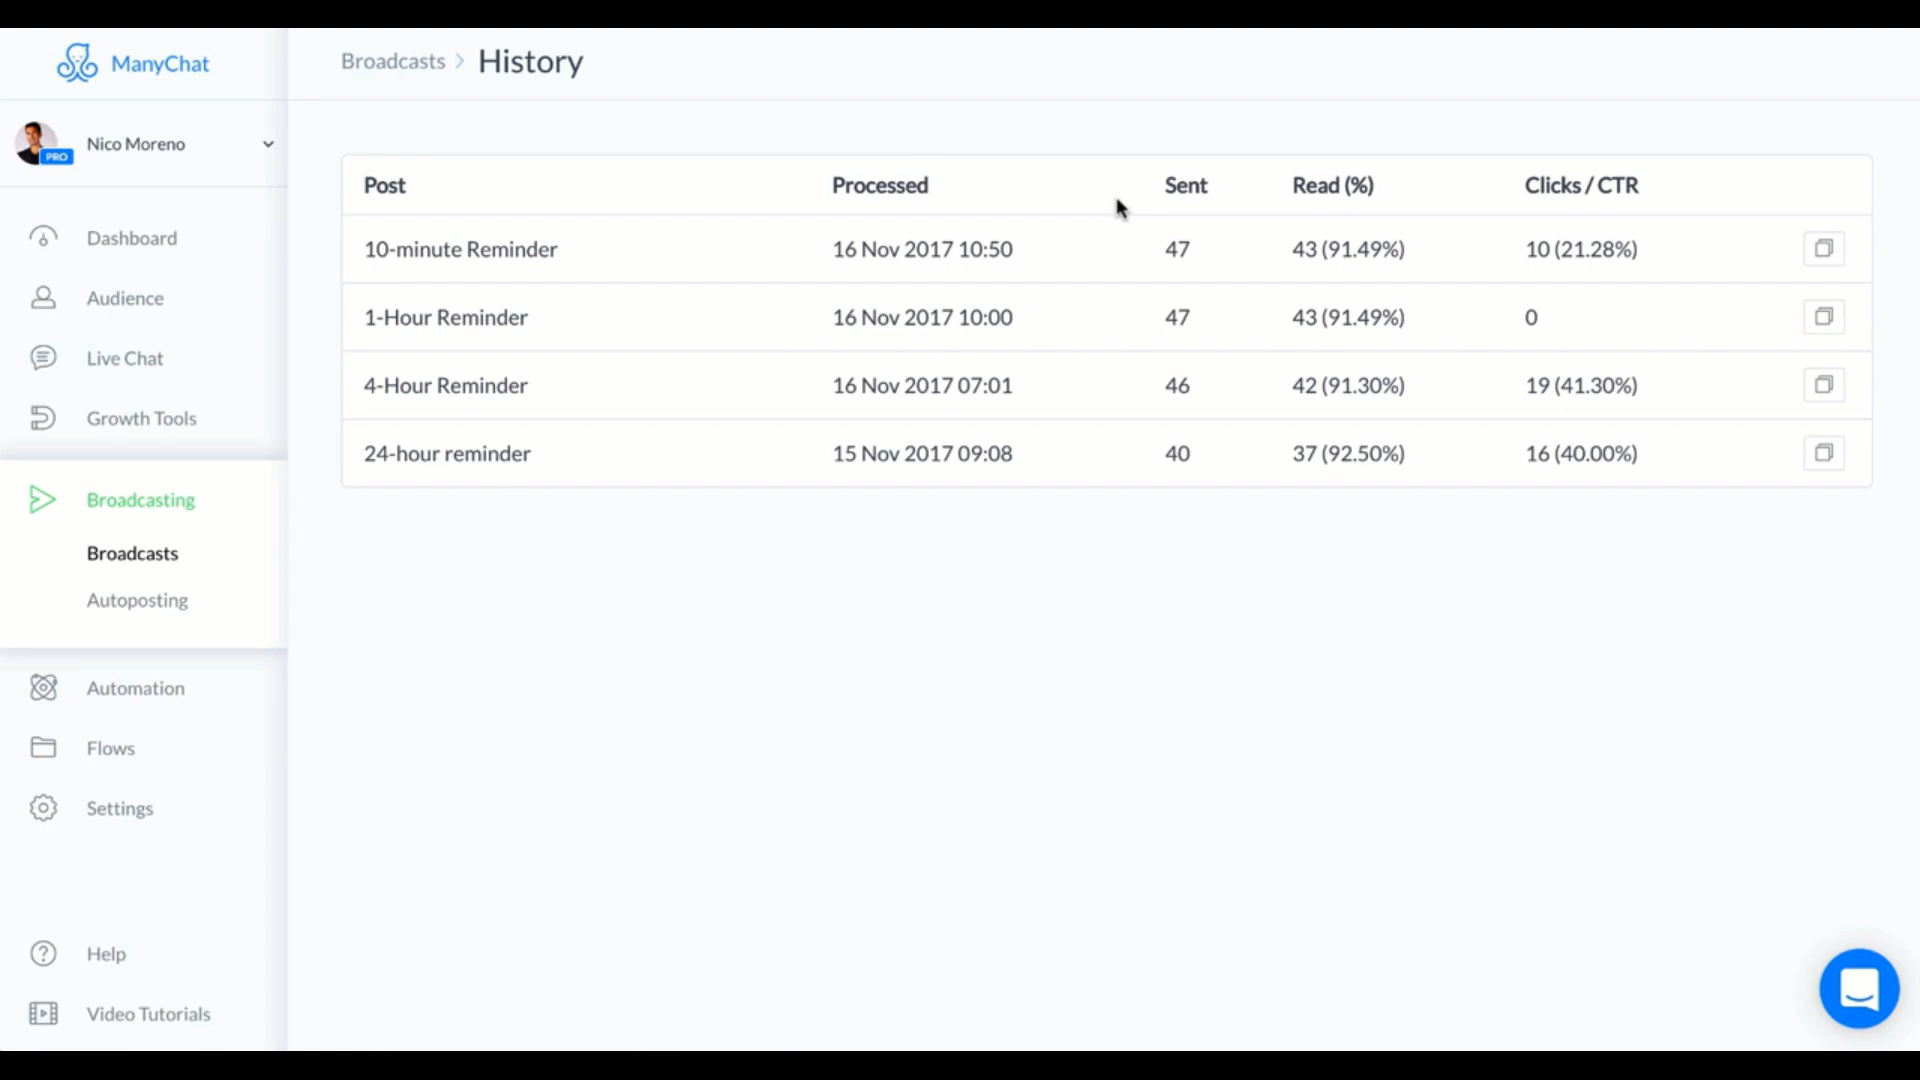 ManyChat
Broadcasts > History
PRO
Nico Moreno
Dashboard
Audience
Live Chat
Growth Tools
Broadcasting
Broadcasts
Autoposting
Automation
Flows
Settings
Help
Video Tutorials
Post Processed Sent Read (%) Clicks / CTR
10-minute Reminder 16 Nov 2017 10:50 47 43 (91.49%) 10 (21.28%)
1-Hour Reminder 16 Nov 2017 10:00 47 43 (91.49%) 0
4-Hour Reminder 16 Nov 2017 07:01 46 42 (91.30%) 19 (41.30%)
24-hour reminder 15 Nov 2017 09:08 40 37 (92.50%) 16 (40.00%)